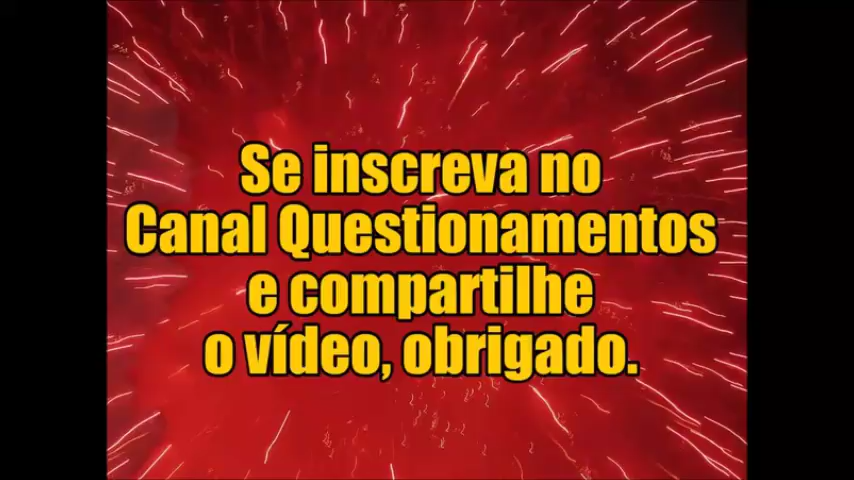 Se inscreva no
Canal Questionamentos
e compartilhe
o vídeo, obrigado.